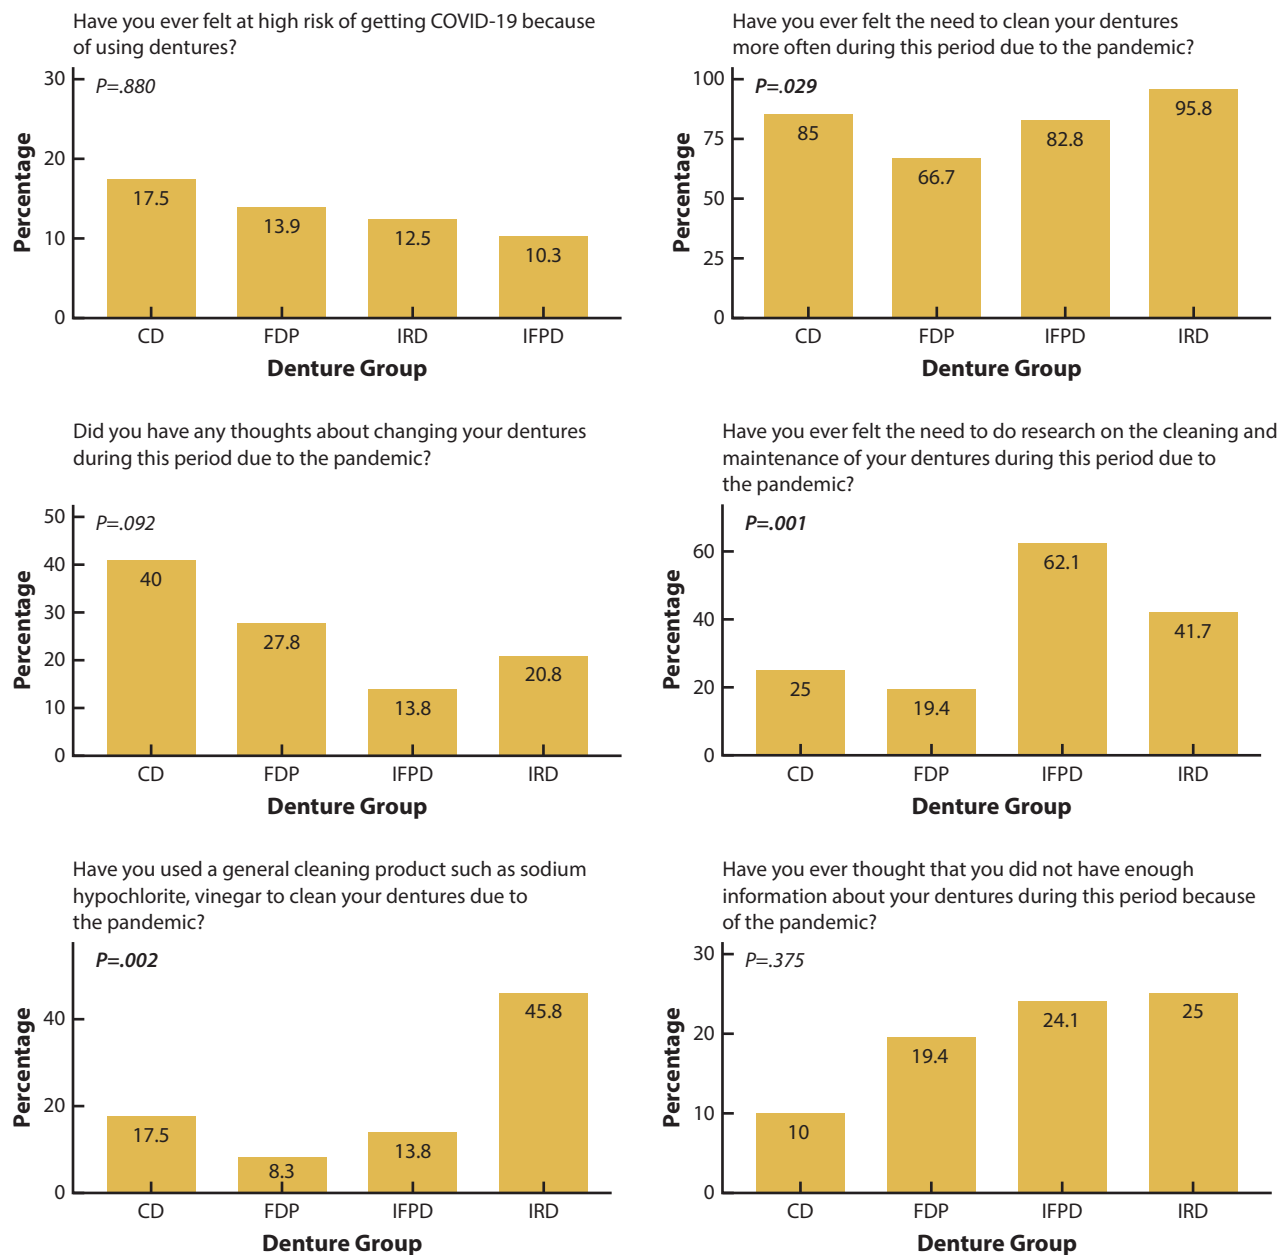 Have you ever felt at high risk of getting COVID-19 because
of using dentures?
P=.880
30
20
10
0
Percentage
17.5
13.9
12.5
10.3
CD
FDP
IRD
IFPD
Denture Group
Have you ever felt the need to clean your dentures
more often during this period due to the pandemic?
P=.029
100
75
50
25
0
Percentage
85
66.7
82.8
95.8
CD
FDP
IFPD
IRD
Denture Group
Did you have any thoughts about changing your dentures
during this period due to the pandemic?
P=.092
50
40
30
20
10
0
Percentage
40
27.8
13.8
20.8
CD
FDP
IFPD
IRD
Denture Group
Have you ever felt the need to do research on the cleaning and
maintenance of your dentures during this period due to
the pandemic?
P=.001
60
40
20
0
Percentage
25
19.4
62.1
41.7
CD
FDP
IFPD
IRD
Denture Group
Have you used a general cleaning product such as sodium
hypochlorite, vinegar to clean your dentures due to
the pandemic?
P=.002
40
20
0
Percentage
17.5
8.3
13.8
45.8
CD
FDP
IFPD
IRD
Denture Group
Have you ever thought that you did not have enough
information about your dentures during this period because
of the pandemic?
P=.375
30
20
10
0
Percentage
10
19.4
24.1
25
CD
FDP
IFPD
IRD
Denture Group